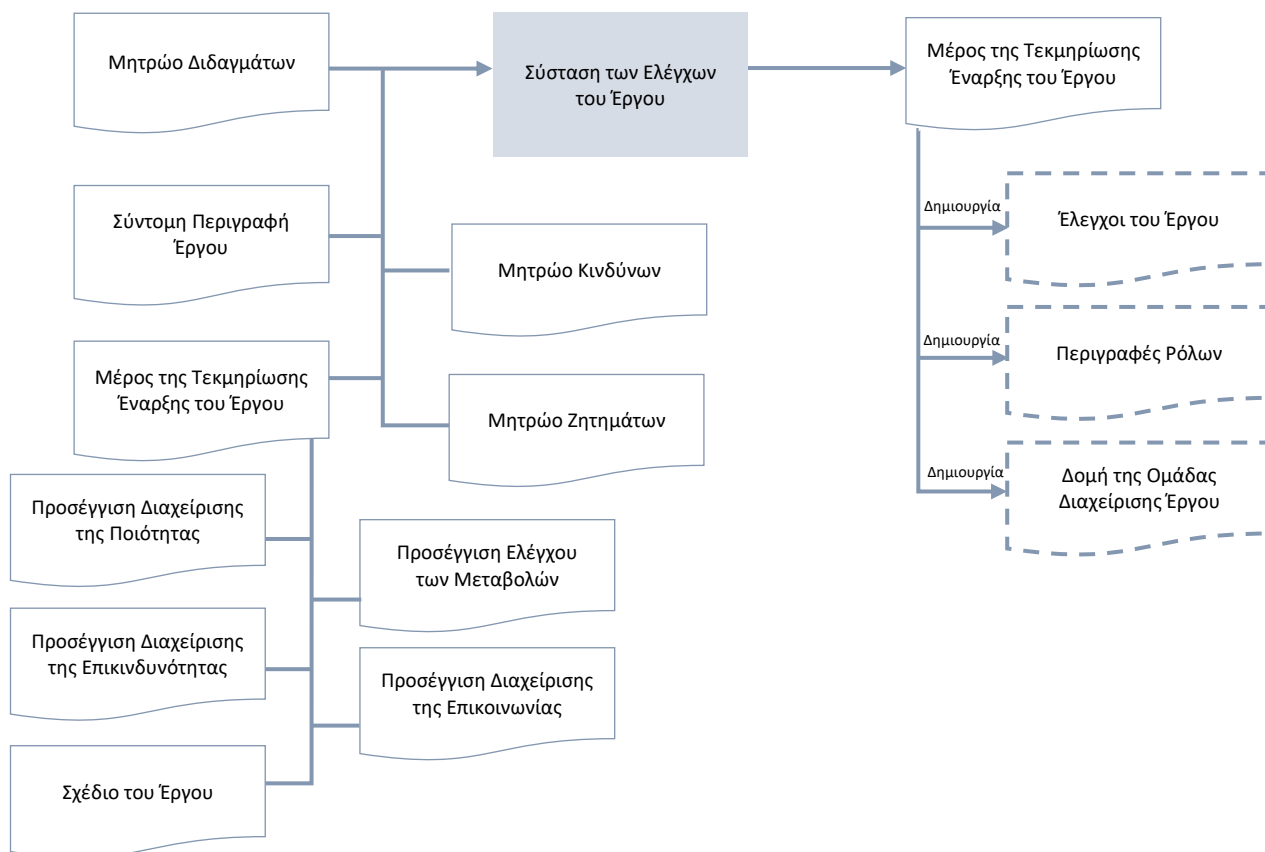 Μητρώο Διδαγμάτων
Σύσταση των Ελέγχων
του Έργου
Μέρος της Τεκμηρίωσης
Έναρξης του Έργου
Σύντομη Περιγραφή
Έργου
Μητρώο Κινδύνων
Μέρος της Τεκμηρίωσης
Έναρξης του Έργου
Μητρώο Ζητημάτων
Προσέγγιση Διαχείρισης
της Ποιότητας
Προσέγγιση Ελέγχου
των Μεταβολών
Προσέγγιση Διαχείρισης
της Επικινδυνότητας
Προσέγγιση Διαχείρισης
της Επικοινωνίας
Σχέδιο του Έργου
Δημιουργία
Έλεγχοι του Έργου
Δημιουργία
Περιγραφές Ρόλων
Δημιουργία
Δομή της Ομάδας
Διαχείρισης Έργου